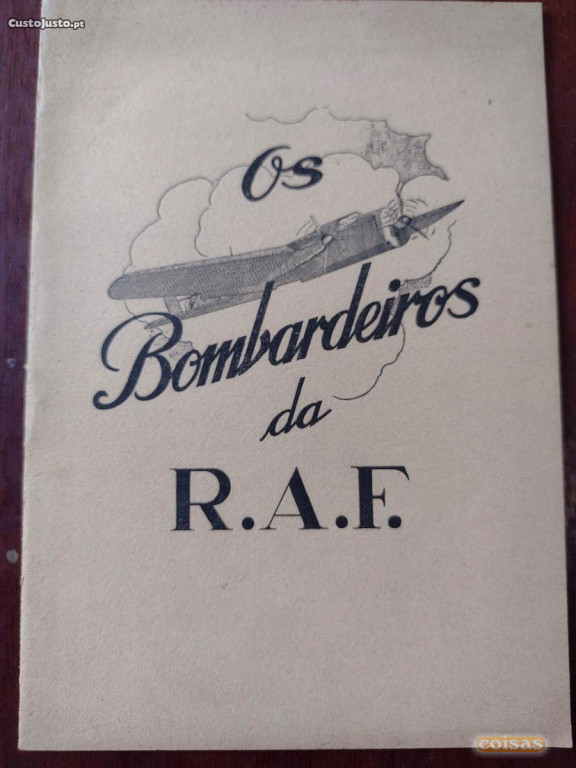 CustoJusto.pt
Os
Bombardeiros
da
R.A.F.
coisas